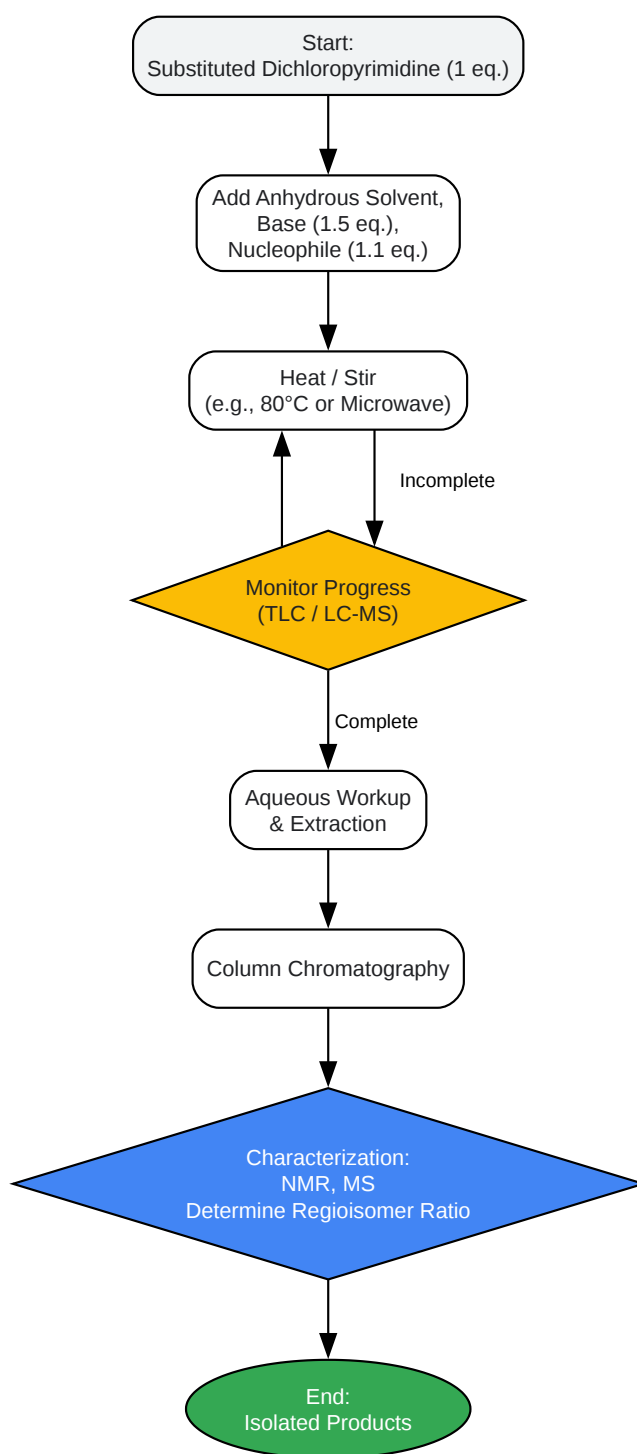 Start:
Substituted Dichloropyrimidine (1 eq.)
Add Anhydrous Solvent,
Base (1.5 eq.),
Nucleophile (1.1 eq.)
Heat / Stir
(e.g., 80°C or Microwave)
Incomplete
Monitor Progress
(TLC / LC-MS)
Complete
Aqueous Workup
& Extraction
Column Chromatography
Characterization:
NMR, MS
Determine Regioisomer Ratio
End:
Isolated Products